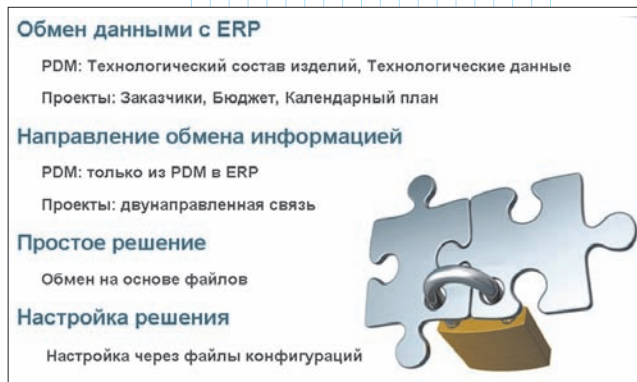 Обмен данными с ERP
PDM: Технологический состав изделий, Технологические данные
Проекты: Заказчики, Бюджет, Календарный план
Направление обмена информацией
PDM: только из PDM в ERP
Проекты: двунаправленная связь
Простое решение
Обмен на основе файлов
Настройка решения
Настройка через файлы конфигураций